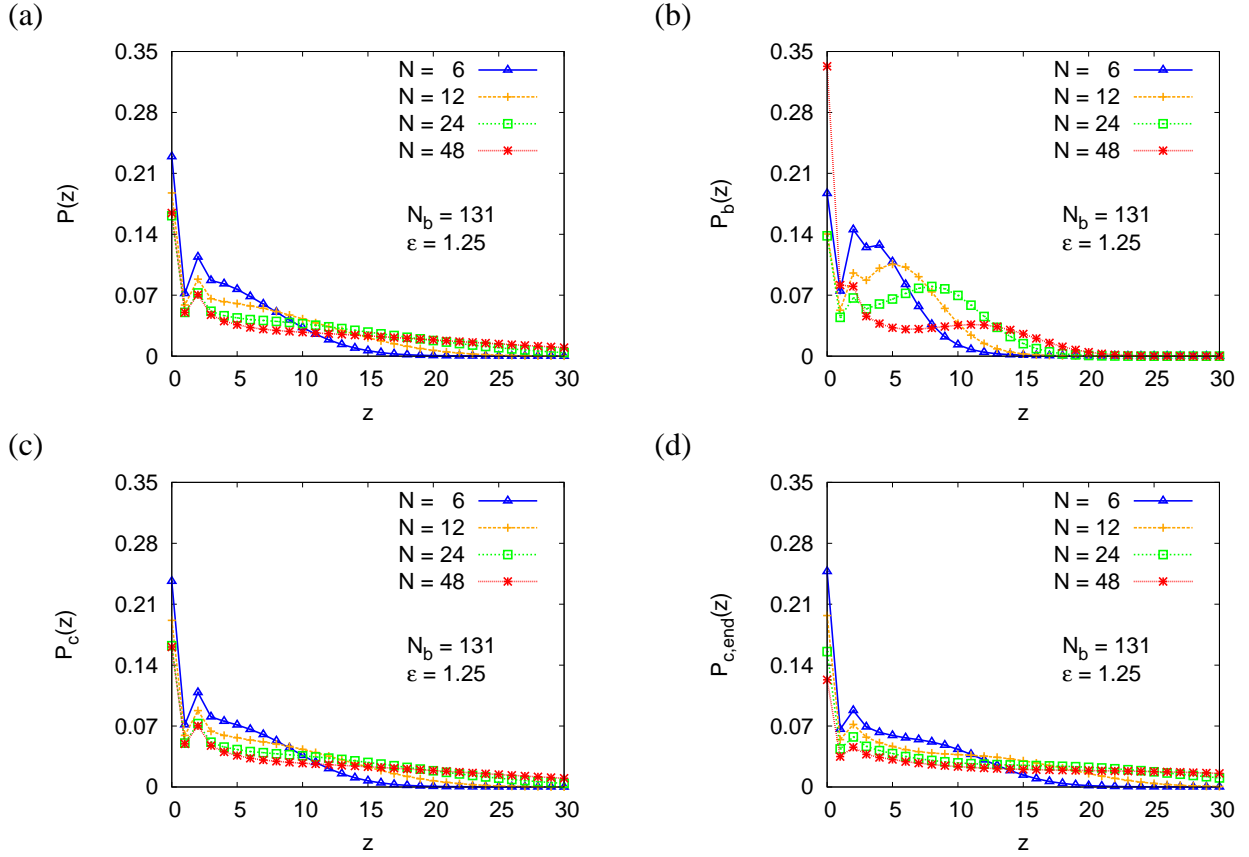 (a)
0.35
0.28
0.21
0.14
0.07
0
P(z)
N = 6
N = 12
N = 24
N = 48
N_b = 131
ε = 1.25
0 5 10 15 20 25 30
z
(b)
0.35
0.28
0.21
0.14
0.07
0
P_b(z)
N = 6
N = 12
N = 24
N = 48
N_b = 131
ε = 1.25
0 5 10 15 20 25 30
z
(c)
0.35
0.28
0.21
0.14
0.07
0
P_c(z)
N = 6
N = 12
N = 24
N = 48
N_b = 131
ε = 1.25
0 5 10 15 20 25 30
z
(d)
0.35
0.28
0.21
0.14
0.07
0
P_c,end(z)
N = 6
N = 12
N = 24
N = 48
N_b = 131
ε = 1.25
0 5 10 15 20 25 30
z